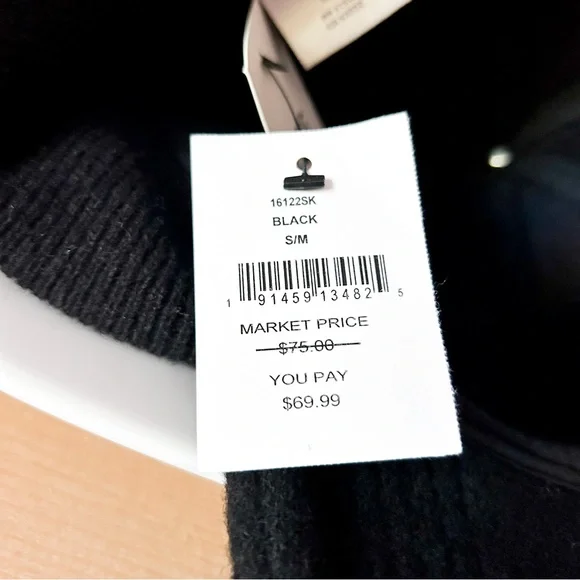 16122SK
BLACK
S/M
1 91459 13482 5
MARKET PRICE
$75.00
YOU PAY
$69.99